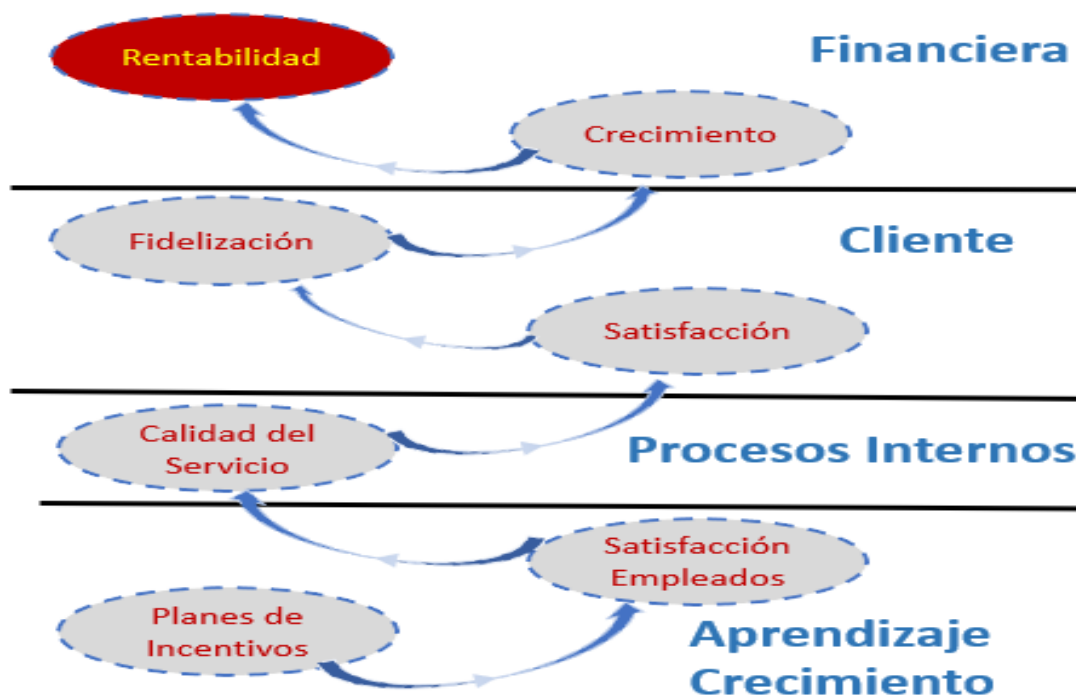 Rentabilidad
Financiera
Crecimiento
Fidelización
Cliente
Satisfacción
Calidad del
Servicio
Procesos Internos
Satisfacción
Empleados
Planes de
Incentivos
Aprendizaje
Crecimiento